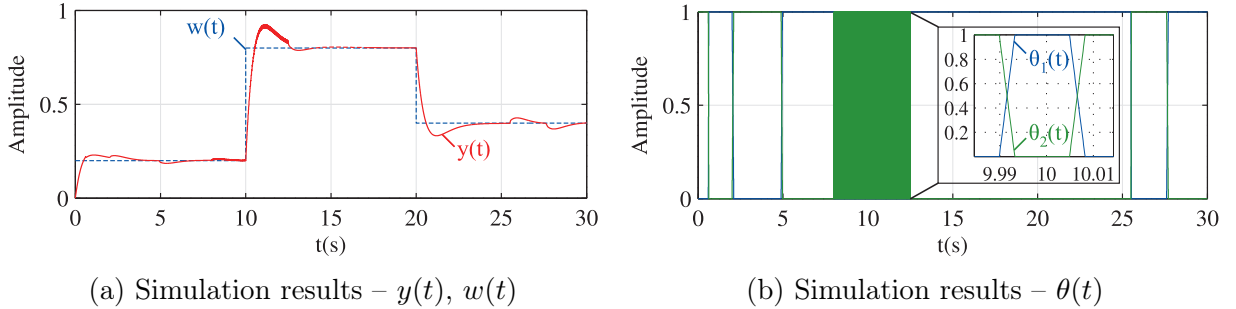 Amplitude
1
0.5
0
w(t)
y(t)
0 5 10 15 20 25 30
t(s)
(a) Simulation results – y(t), w(t)
Amplitude
1
0.5
0
1
0.8
0.6
0.4
0.2
θ1(t)
θ2(t)
9.99 10 10.01
0 5 10 15 20 25 30
t(s)
(b) Simulation results – θ(t)